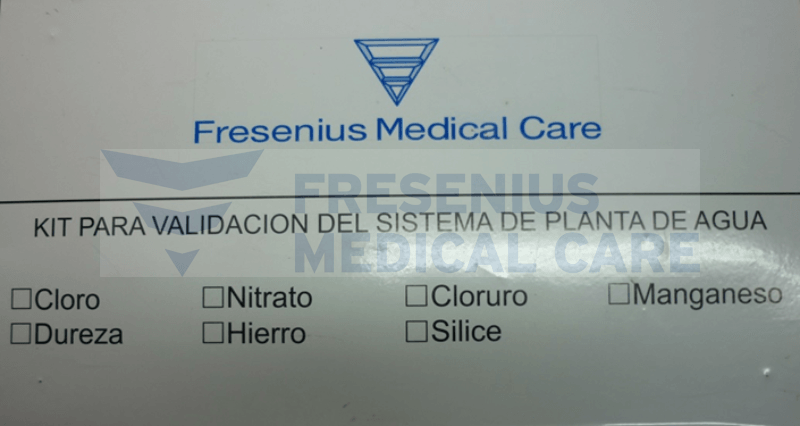 Fresenius Medical Care
FRESENIUS
MEDICAL CARE
KIT PARA VALIDACION DEL SISTEMA DE PLANTA DE AGUA
Cloro Nitrato Cloruro Manganeso
Dureza Hierro Silice